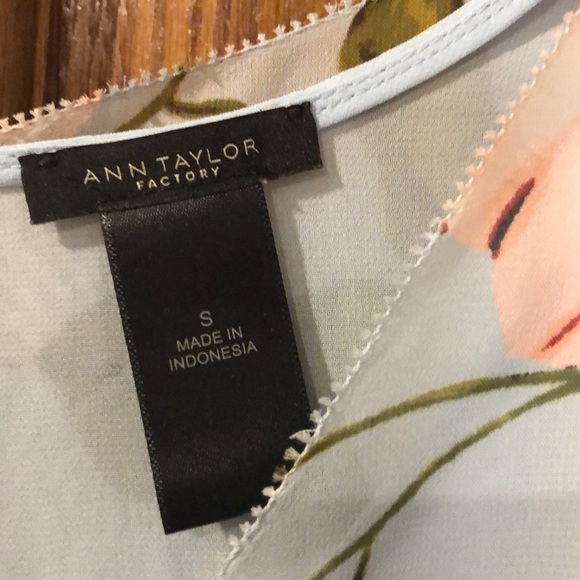 ANN TAYLOR
FACTORY
S
MADE IN
INDONESIA